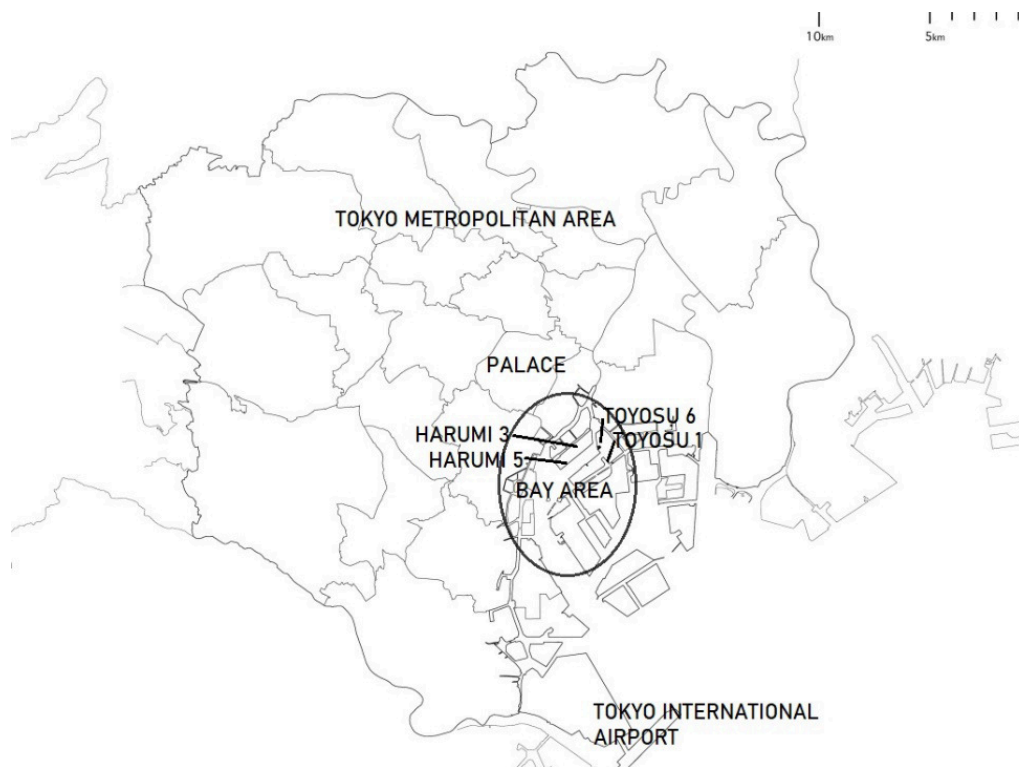 10km
5km
TOKYO METROPOLITAN AREA
PALACE
TOYOSU 6
HARUMI 3
TOYOSU 1
HARUMI 5
BAY AREA
TOKYO INTERNATIONAL
AIRPORT